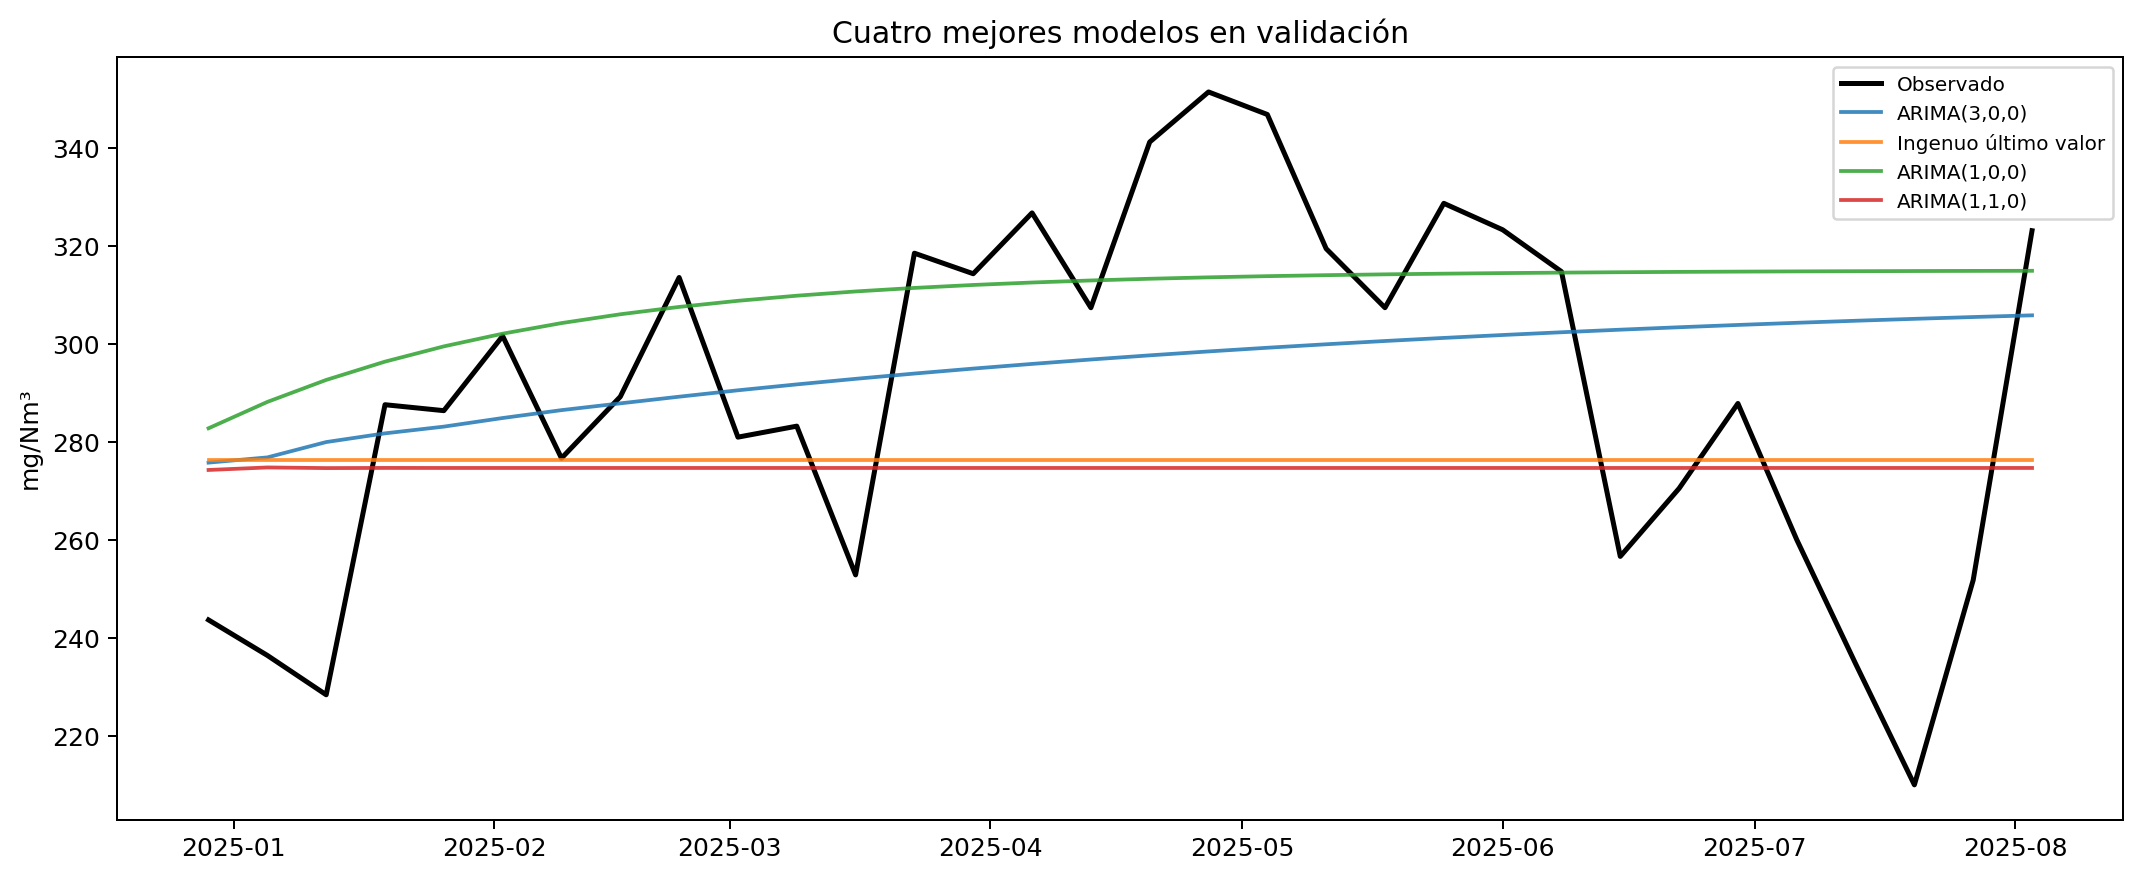 Cuatro mejores modelos en validación
Observado
ARIMA(3,0,0)
Ingenuo último valor
ARIMA(1,0,0)
ARIMA(1,1,0)
mg/Nm³
340
320
300
280
260
240
220
2025-01
2025-02
2025-03
2025-04
2025-05
2025-06
2025-07
2025-08